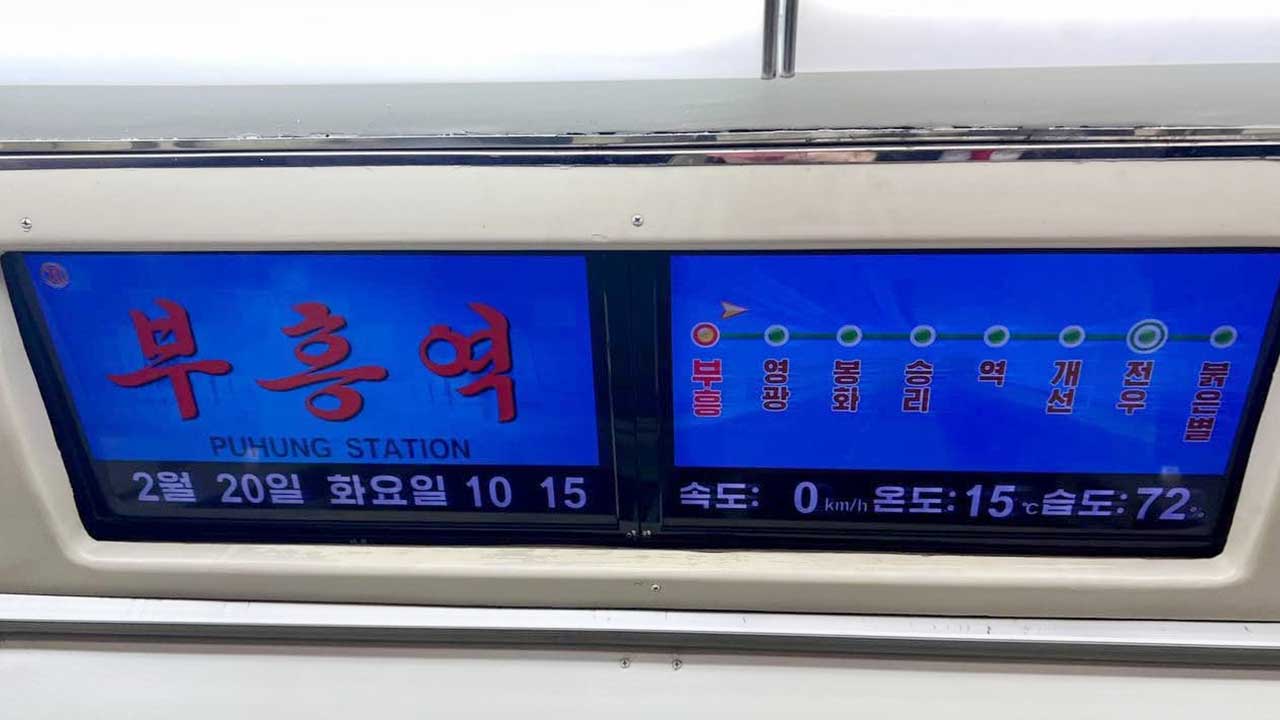 부흥역
PUHUNG STATION
2월 20일 화요일 10 15
부흥
영광
봉화
승리
역
개선
전우
붉은별
속도: 0 km/h 온도: 15 ℃ 습도: 72